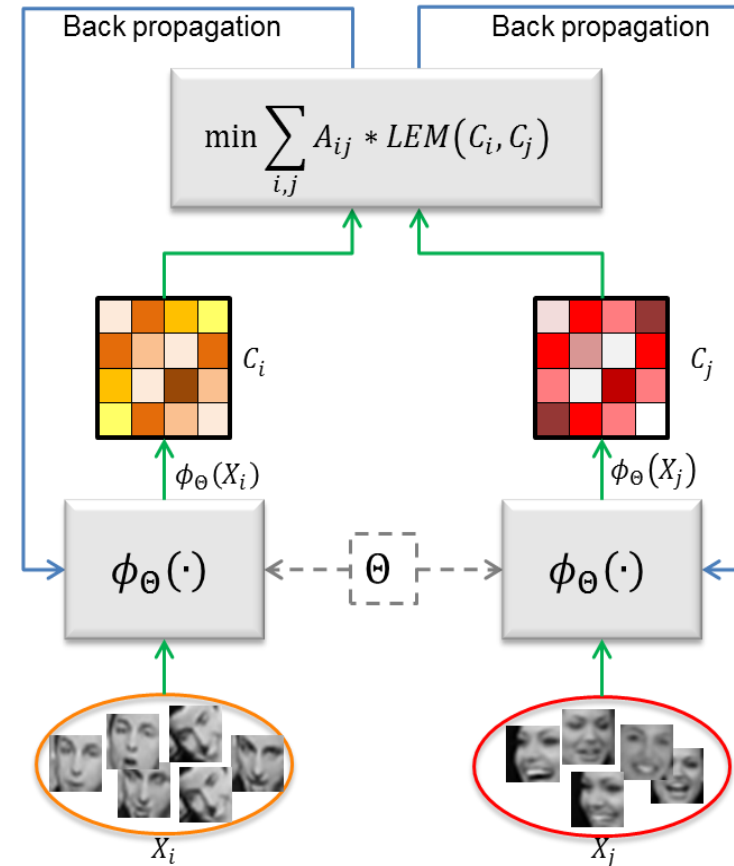 Back propagation Back propagation
min ∑ A_{ij} * LEM(C_i, C_j)
i,j
C_i C_j
ϕ_Θ(X_i) ϕ_Θ(X_j)
ϕ_Θ(·) Θ ϕ_Θ(·)
X_i X_j